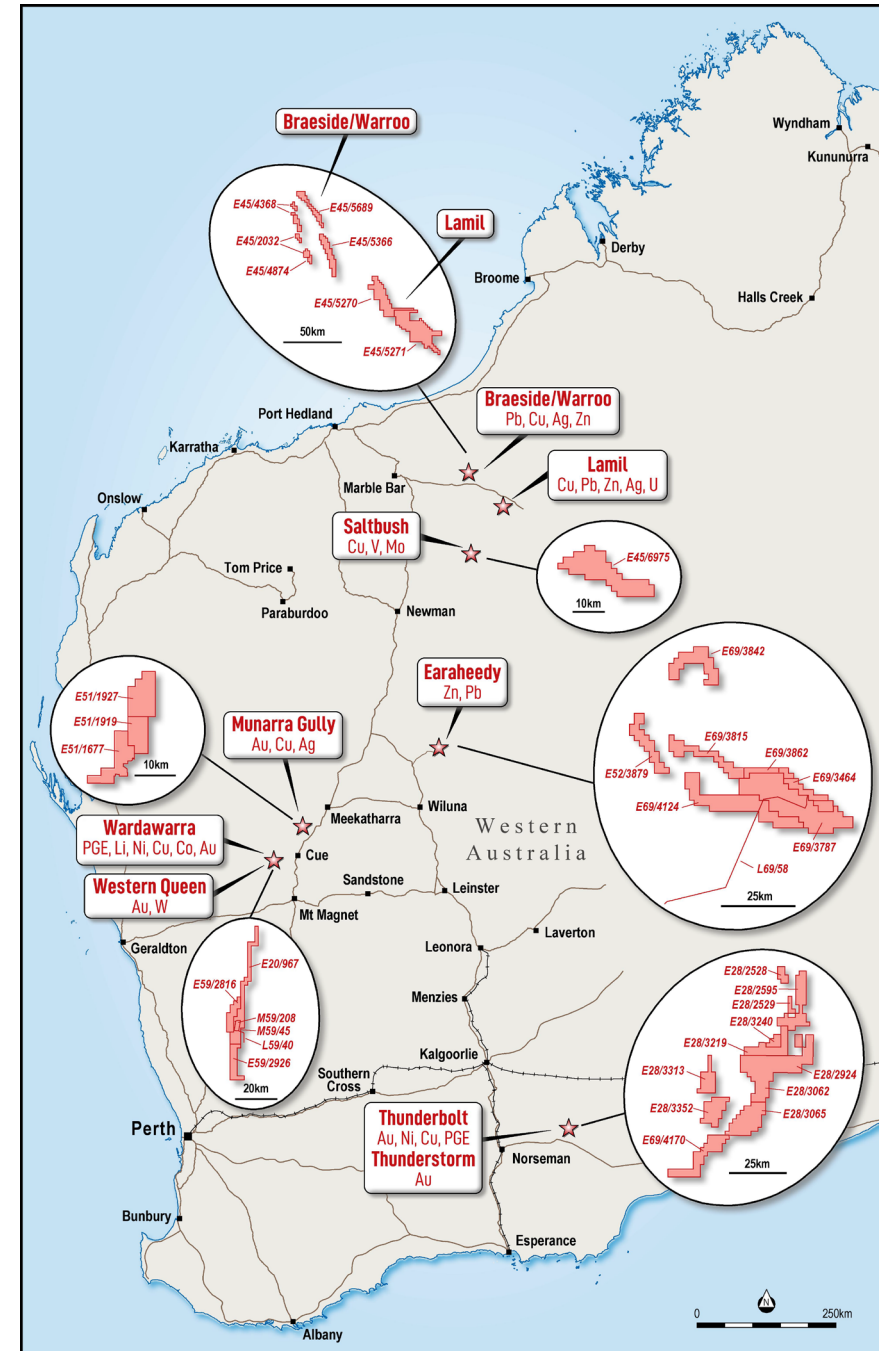 Braeside/Warroo
E45/4368
E45/5689
E45/2032
E45/5366
E45/4874
E45/5270
E45/5271
50km
Lamil
Wyndham
Kununurra
Derby
Broome
Halls Creek
Port Hedland
Karratha
Onslow
Marble Bar
Braeside/Warroo
Pb, Cu, Ag, Zn
Lamil
Cu, Pb, Zn, Ag, U
Saltbush
Cu, V, Mo
E45/6975
10km
Tom Price
Paraburdoo
Newman
E51/1927
E51/1919
E51/1677
10km
Munarra Gully
Au, Cu, Ag
Earaheedy
Zn, Pb
E69/3842
E69/3815
E69/3862
E52/3879
E69/3464
E69/4124
E69/3787
L69/58
25km
Meekatharra
Wiluna
Western
Australia
Wardawarra
PGE, Li, Ni, Cu, Co, Au
Western Queen
Au, W
Cue
Sandstone
Leinster
Mt Magnet
Geraldton
Laverton
Leonora
Menzies
E20/967
E59/2816
M59/208
M59/45
L59/40
E59/2926
20km
Kalgoorlie
Southern
Cross
Perth
Thunderbolt
Au, Ni, Cu, PGE
Thunderstorm
Au
Norseman
E28/2528
E28/2595
E28/2529
E28/3240
E28/3219
E28/3313
E28/2924
E28/3062
E28/3352
E28/3065
E69/4170
25km
Bunbury
Esperance
Albany
N
0
250km